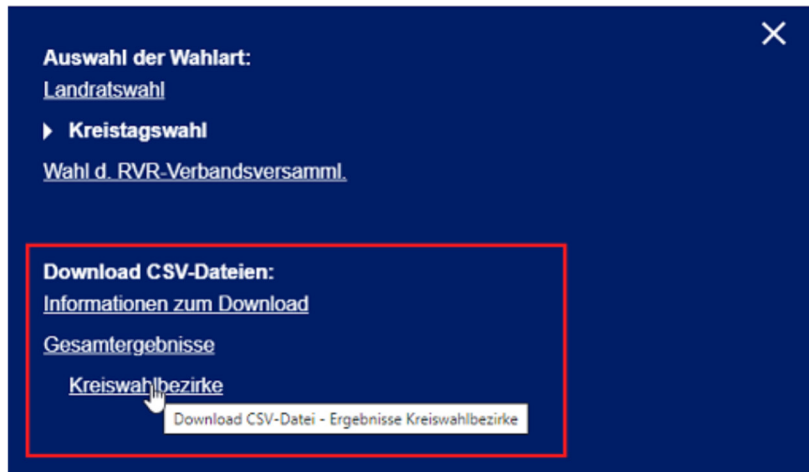 Auswahl der Wahlart:
Landratswahl
Kreistagswahl
Wahl d. RVR-Verbandsversamml.
Download CSV-Dateien:
Informationen zum Download
Gesamtergebnisse
Kreiswahlbezirke
Download CSV-Datei - Ergebnisse Kreiswahlbezirke